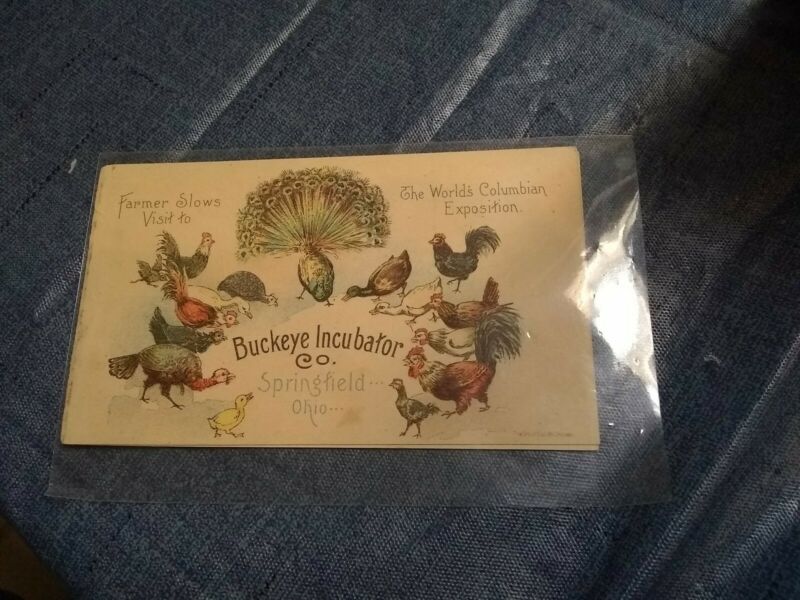 Farmer Slows
Visit to
The World's Columbian
Exposition.
Buckeye Incubator
Co.
Springfield...
Ohio...